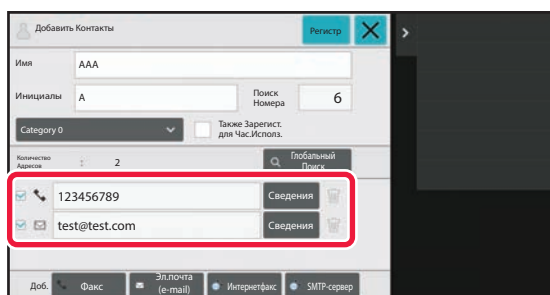 Добавить Контакты
Регистр
Имя
AAA
Инициалы
A
Поиск
Номера
6
Category 0
Также Зарегист.
для Час.Исполз.
Количество
Адресов
:
2
Глобальный
Поиск
123456789
Сведения
test@test.com
Сведения
Доб.
Факс
Эл.почта
(e-mail)
Интернетфакс
SMTP-сервер